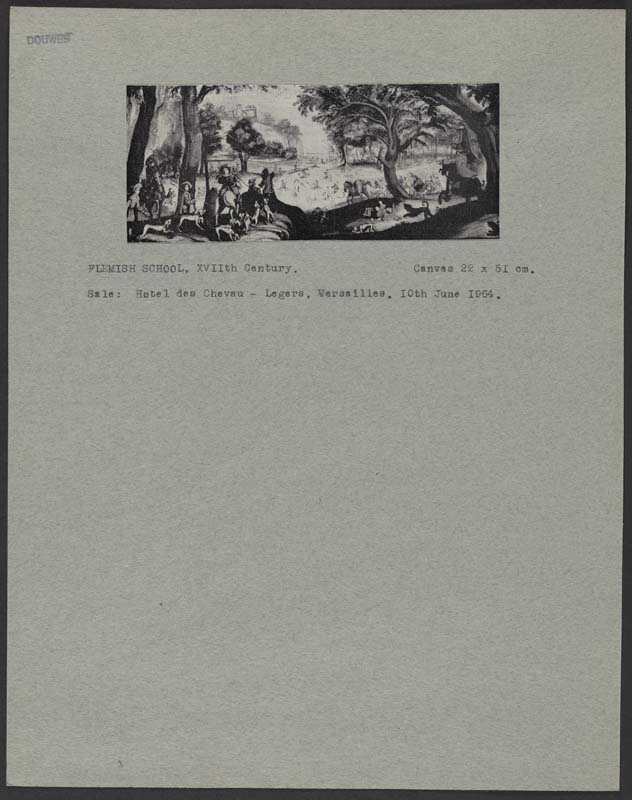 DOUWES
FLEMISH SCHOOL, XVIIth Century. Canvas 22 x 51 cm.
Sale: Hotel des Chevau - Legers, Versailles, 10th June 1964.